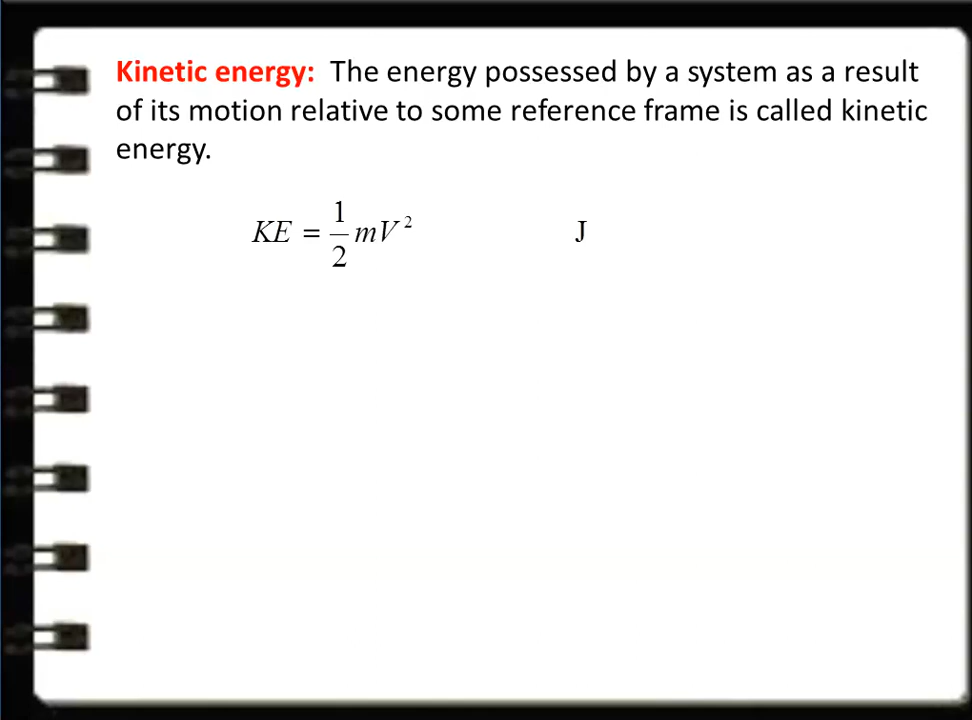 Kinetic energy: The energy possessed by a system as a result
of its motion relative to some reference frame is called kinetic
energy.
KE = 1/2 mV² J